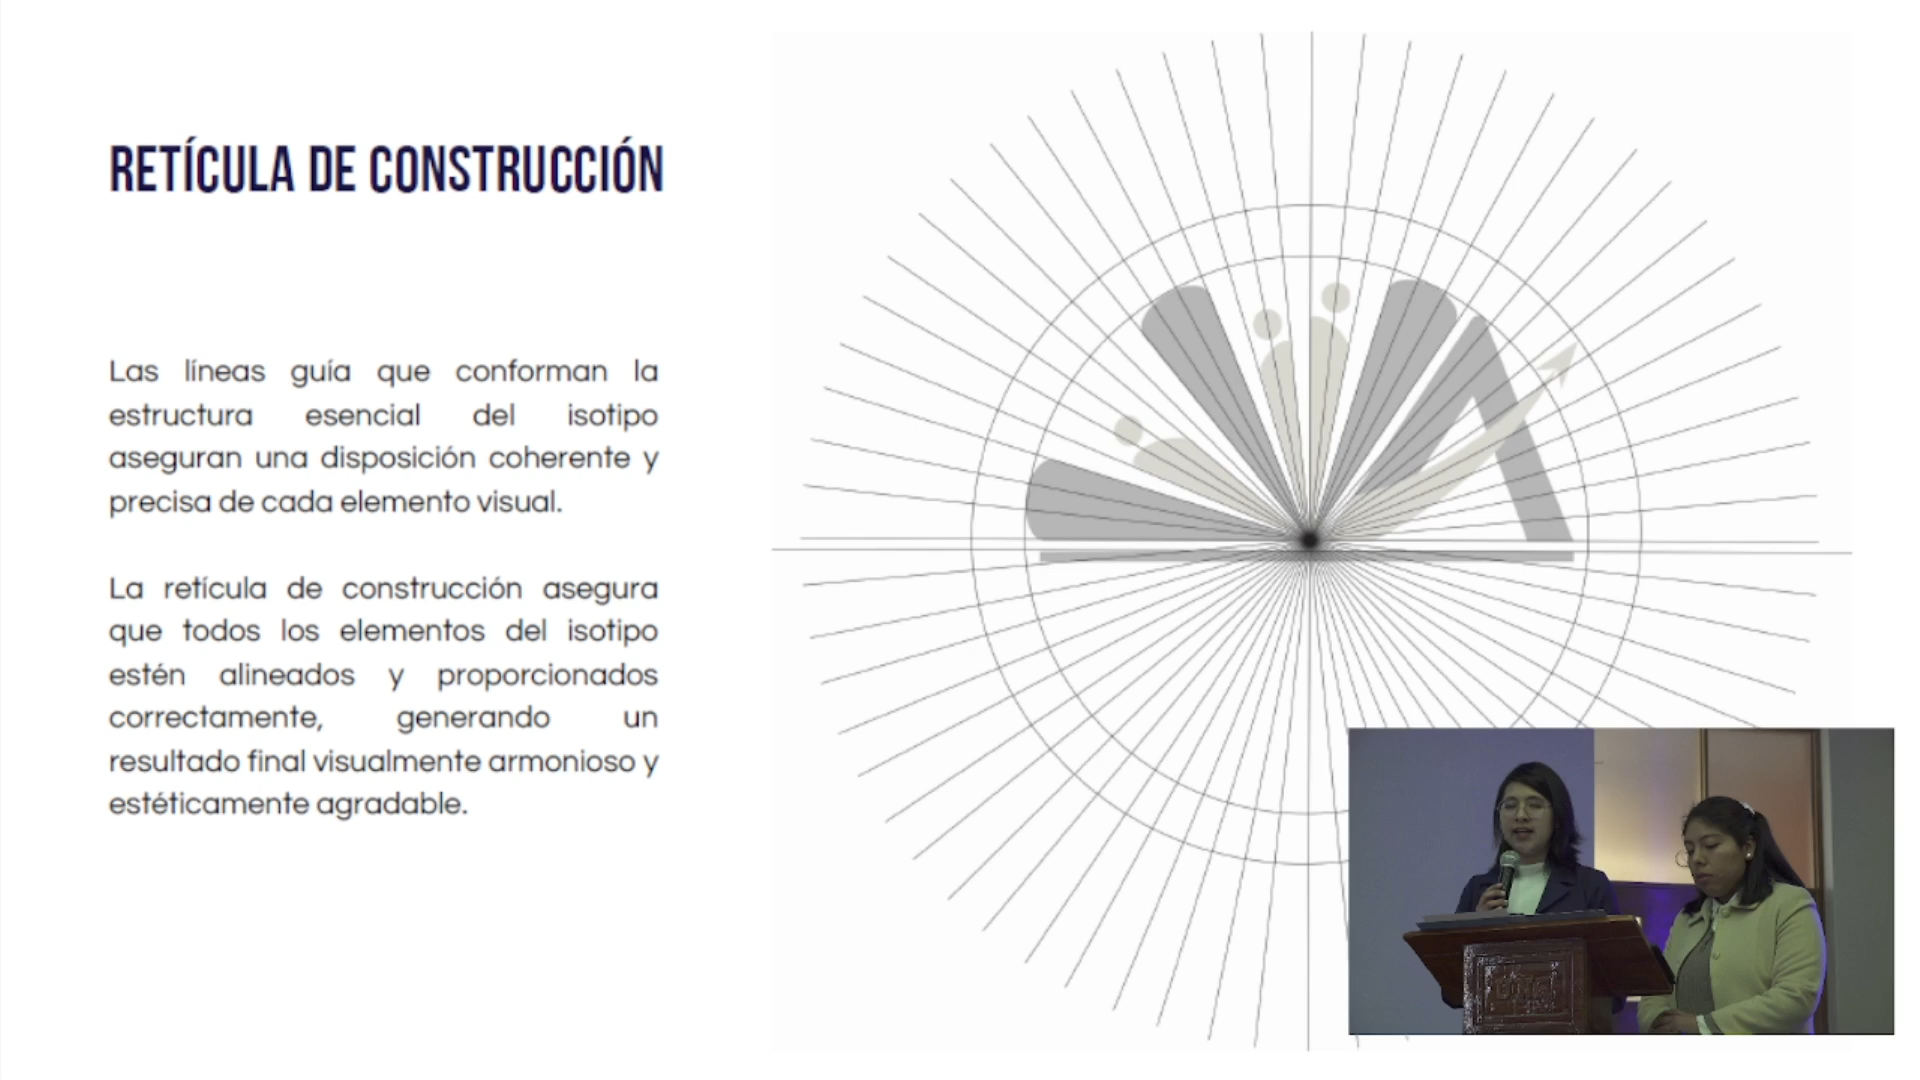 RETÍCULA DE CONSTRUCCIÓN
Las líneas guía que conforman la
estructura esencial del isotipo
aseguran una disposición coherente y
precisa de cada elemento visual.
La retícula de construcción asegura
que todos los elementos del isotipo
estén alineados y proporcionados
correctamente, generando un
resultado final visualmente armonioso y
estéticamente agradable.